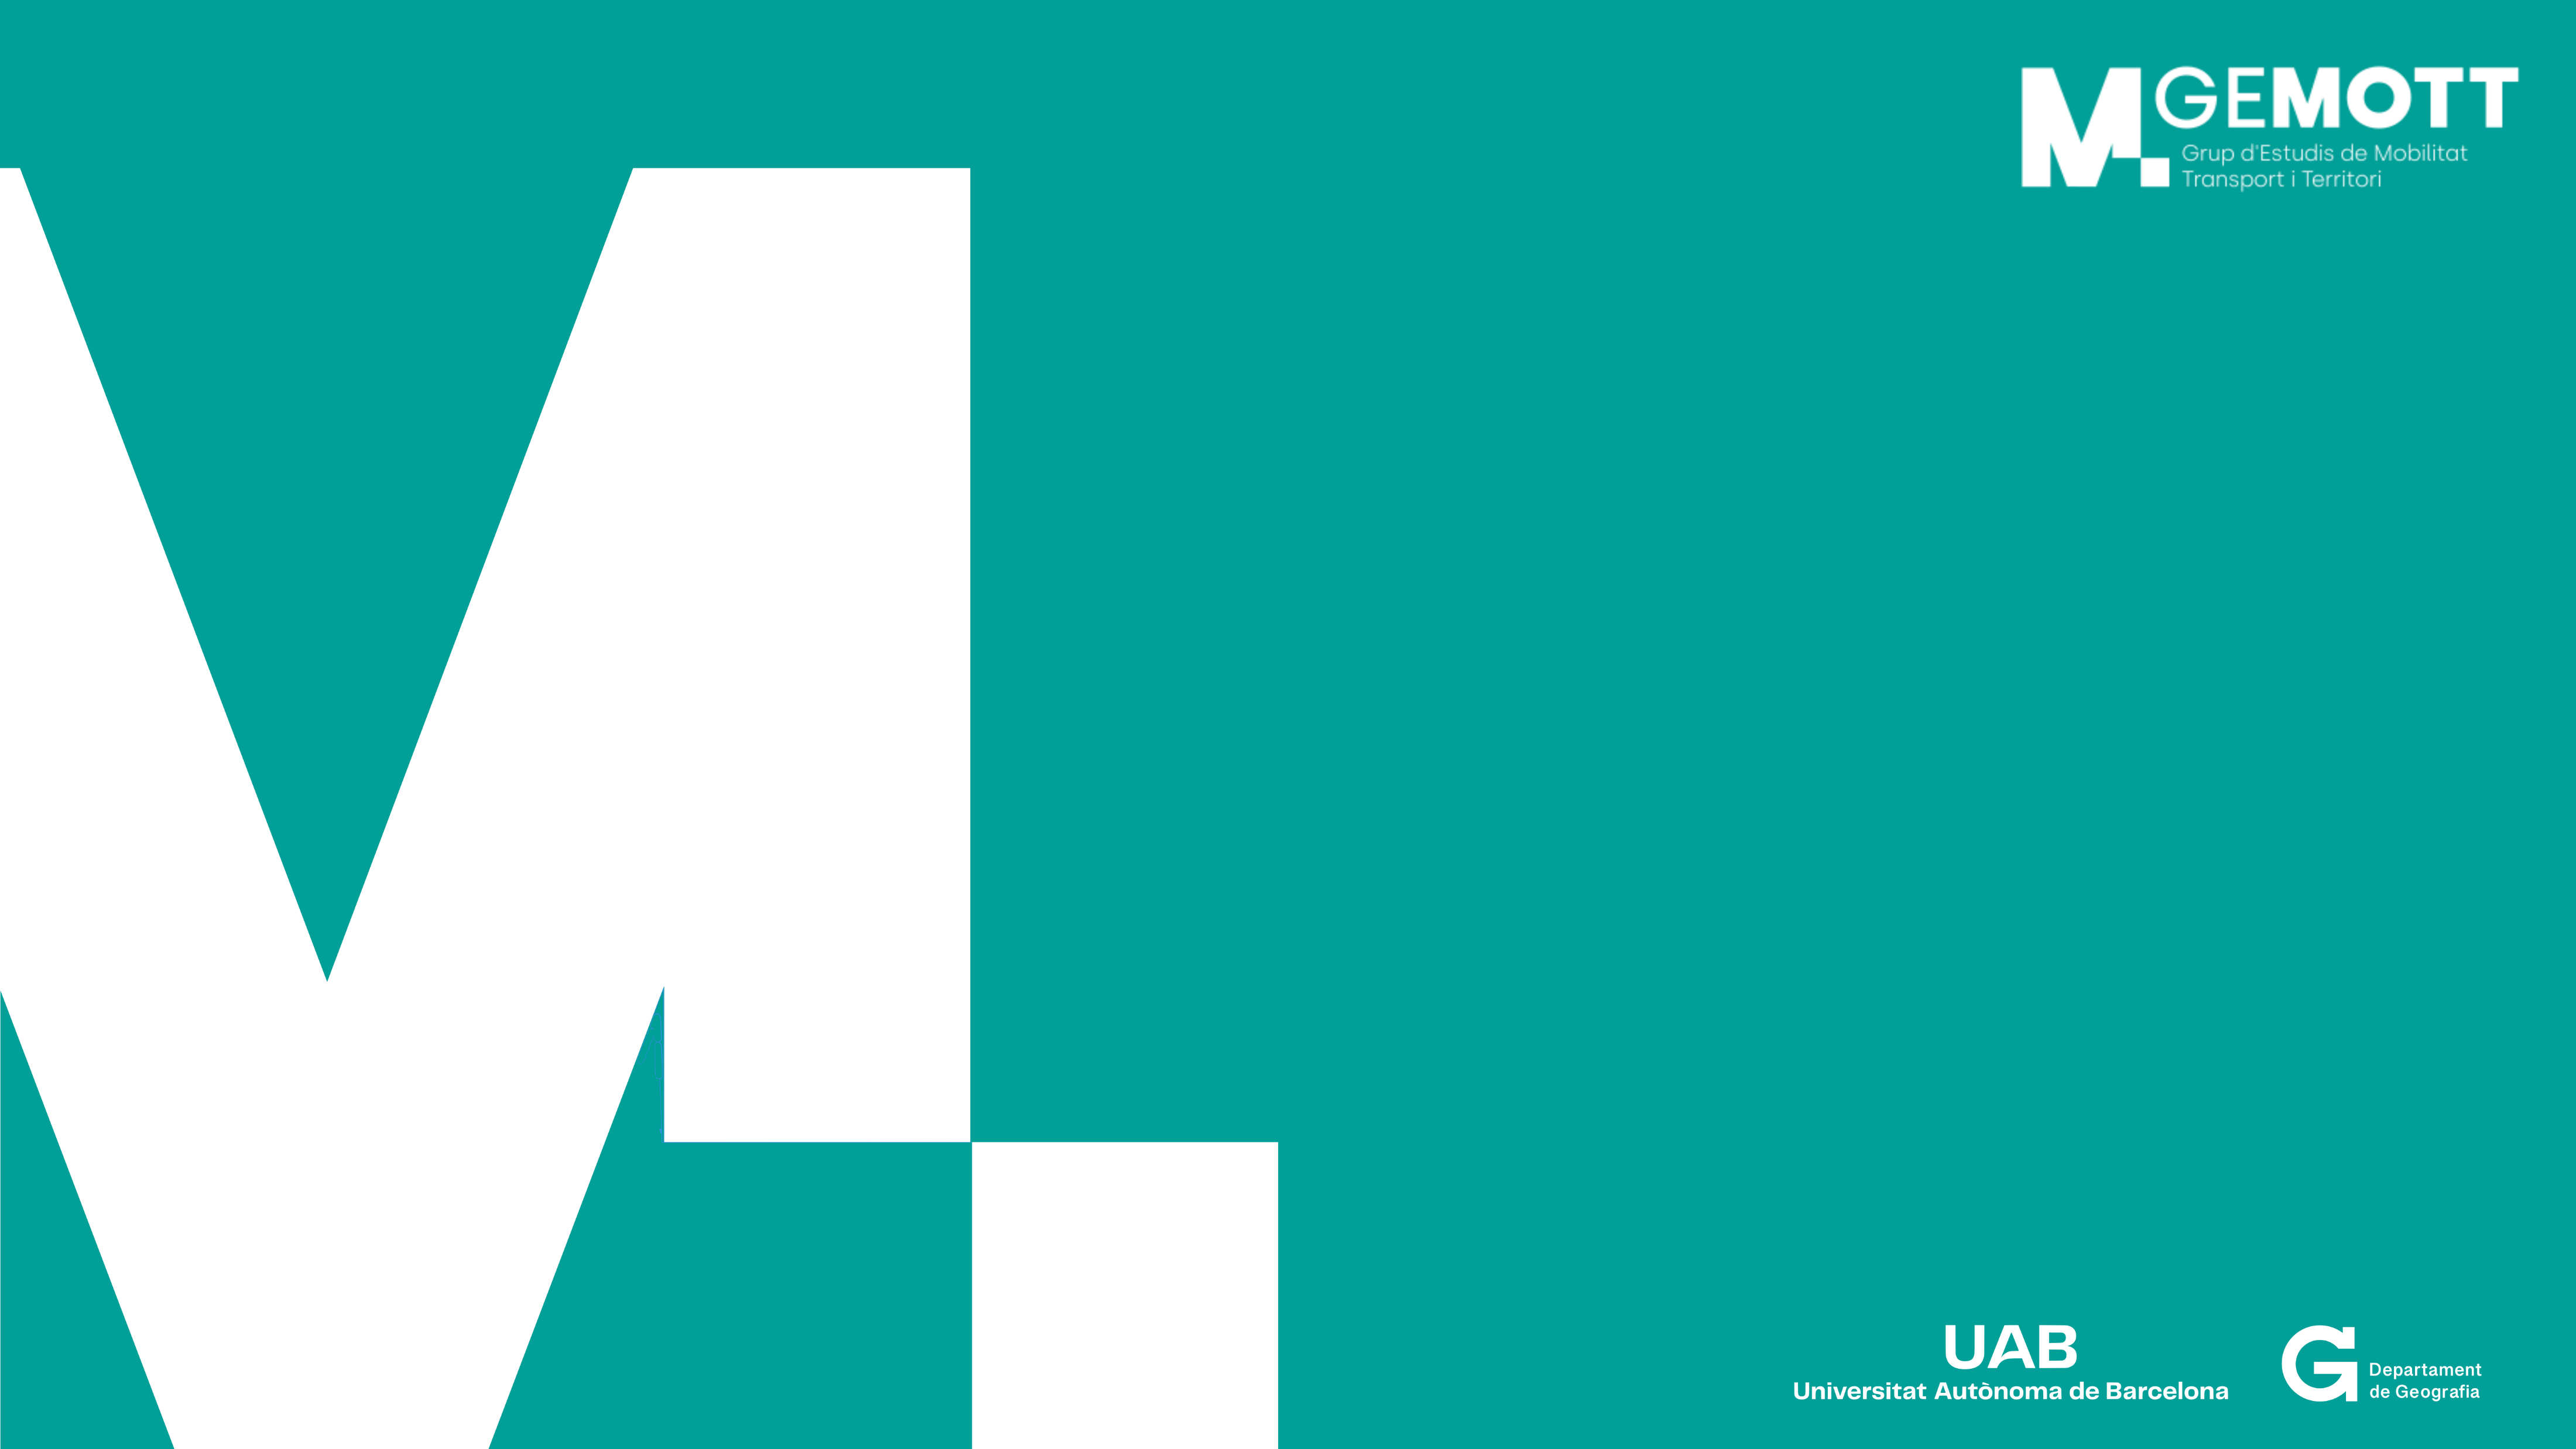 M.
GEMOTT
Grup d'Estudis de Mobilitat
Transport i Territori
M.
UAB
Universitat Autònoma de Barcelona
G
Departament
de Geografia